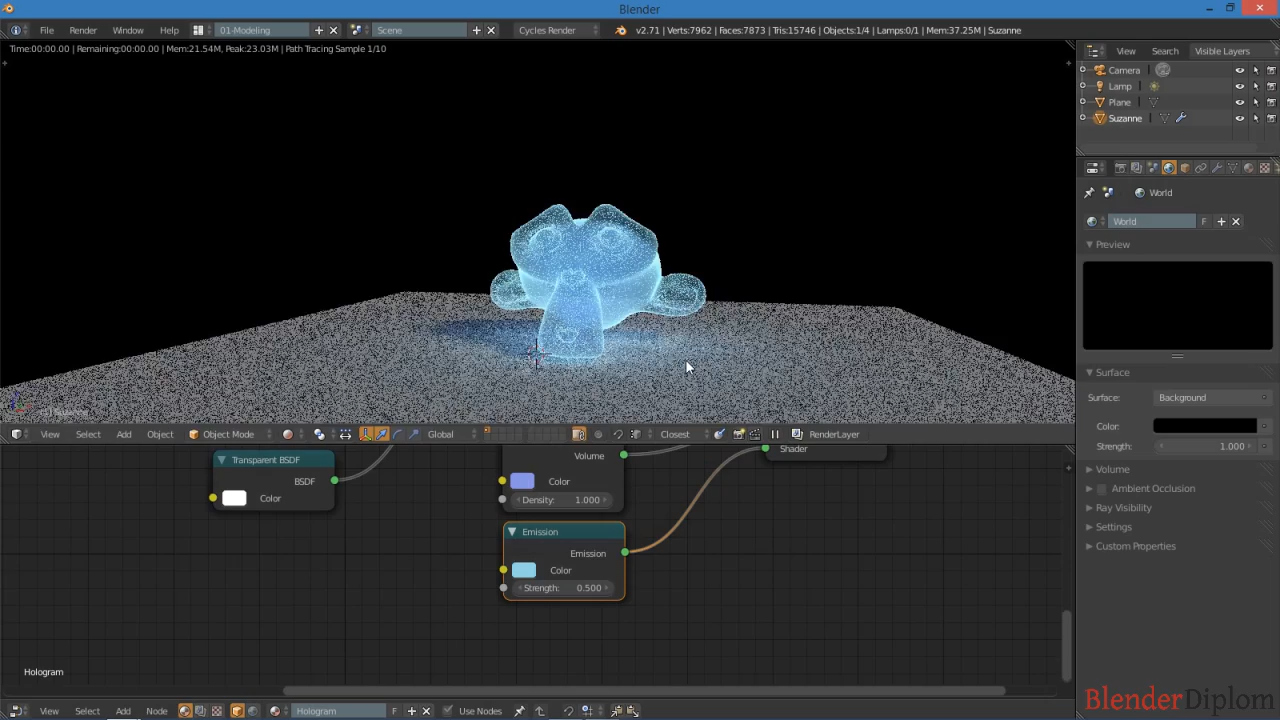 Blender
File Render Window Help 01-Modeling Scene Cycles Render v2.71 | Verts:7962 | Faces:7873 | Tris:15746 | Objects:1/4 | Lamps:0/1 | Mem:37.25M | Suzanne
Time:00:00.00 | Remaining:00:00.00 | Mem:21.54M, Peak:23.03M | Path Tracing Sample 1/10
View Search Visible Layers
Camera
Lamp
Plane
Suzanne
World
World F
Preview
Surface
Surface: Background
Color:
Strength: 1.000
Volume
Ambient Occlusion
Ray Visibility
Settings
Custom Properties
(1) Suzanne
View Select Add Object Object Mode Global Closest RenderLayer
Transparent BSDF
BSDF
Color
Volume
Color
Density: 1.000
Shader
Emission
Emission
Color
Strength: 0.500
Hologram
View Select Add Node Hologram F Use Nodes
BlenderDiplom